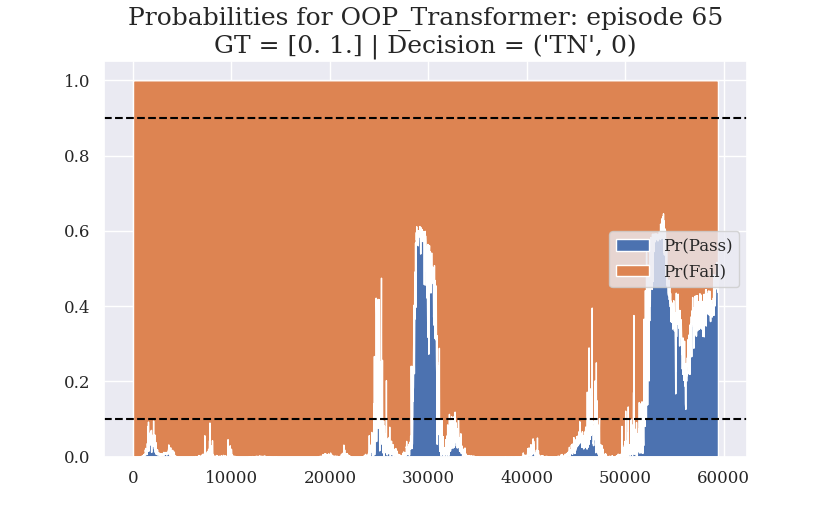 Probabilities for OOP_Transformer: episode 65
GT = [0. 1.] | Decision = ('TN', 0)
1.0
0.8
0.6
0.4
0.2
0.0
Pr(Pass)
Pr(Fail)
0 10000 20000 30000 40000 50000 60000